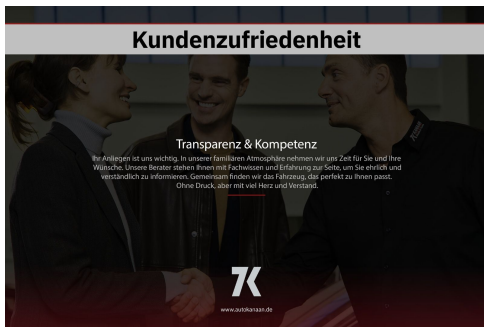 Kundenzufriedenheit
Transparenz & Kompetenz
Ihr Anliegen ist uns wichtig. In unserer familiären Atmosphäre nehmen wir uns Zeit für Sie und Ihre
Wünsche. Unsere Berater stehen Ihnen mit Fachwissen und Erfahrung zur Seite, um Sie ehrlich und
verständlich zu informieren. Gemeinsam finden wir das Fahrzeug, das perfekt zu Ihnen passt.
Ohne Druck, aber mit viel Herz und Verstand.
7K
www.autokanaan.de